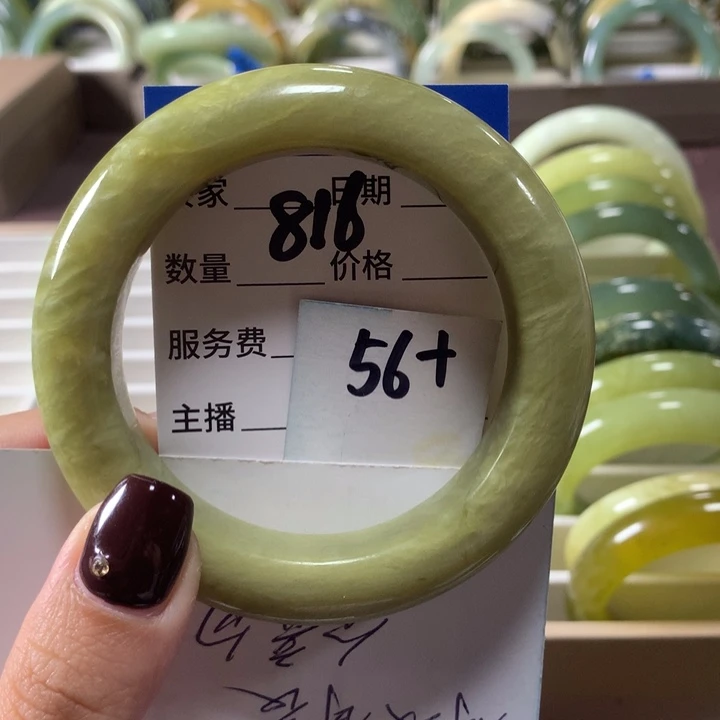 家 日期
816
数量 价格
服务费
56+
主播